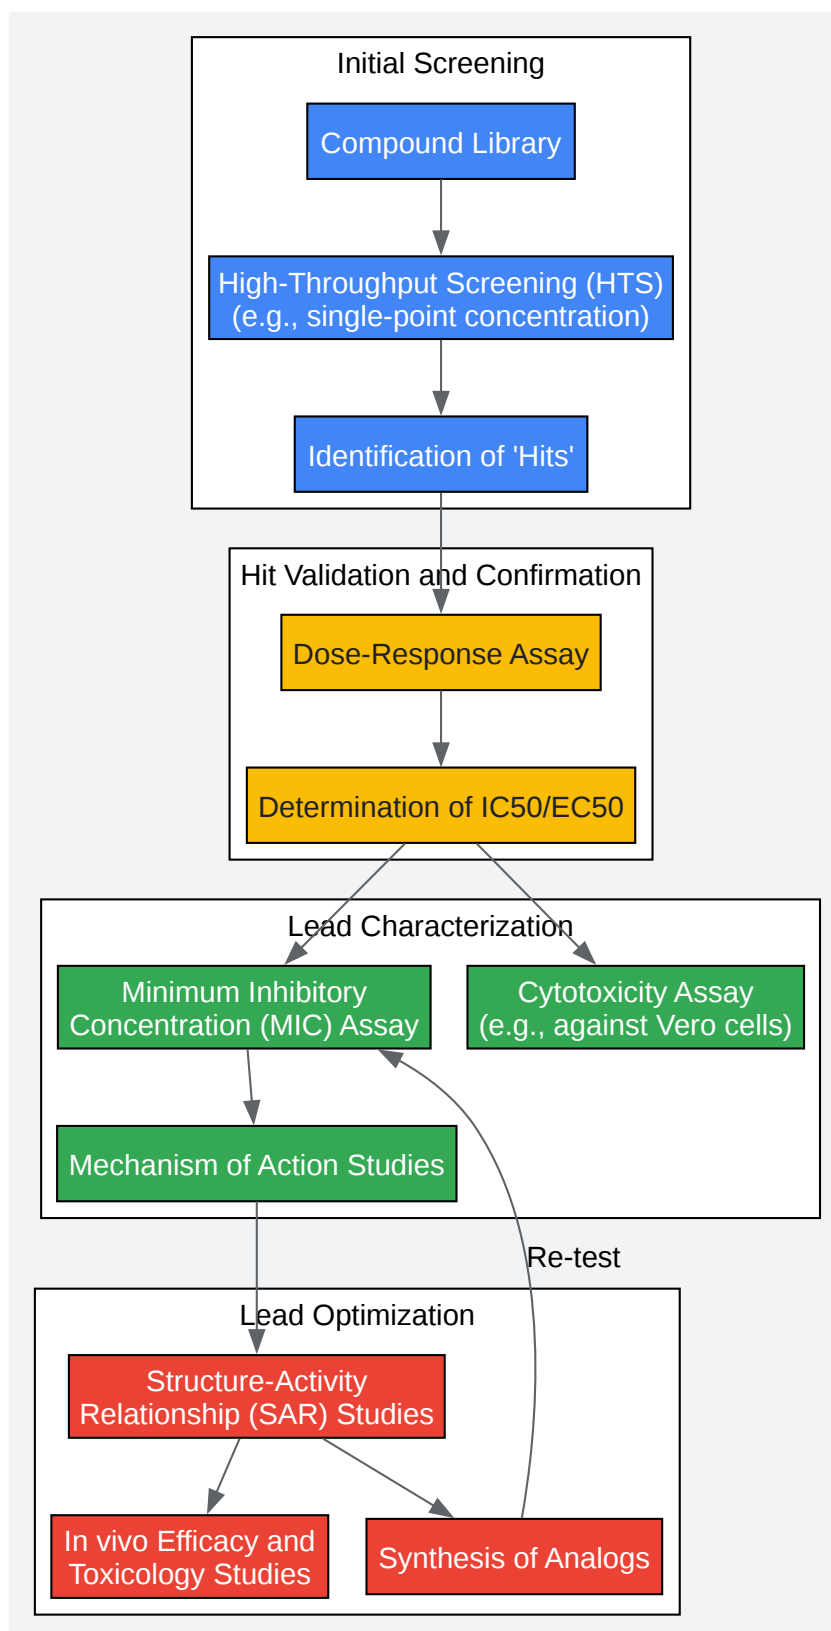 Initial Screening
Compound Library
High-Throughput Screening (HTS)
(e.g., single-point concentration)
Identification of 'Hits'
Hit Validation and Confirmation
Dose-Response Assay
Determination of IC50/EC50
Lead Characterization
Minimum Inhibitory
Concentration (MIC) Assay
Cytotoxicity Assay
(e.g., against Vero cells)
Mechanism of Action Studies
Re-test
Lead Optimization
Structure-Activity
Relationship (SAR) Studies
In vivo Efficacy and
Toxicology Studies
Synthesis of Analogs